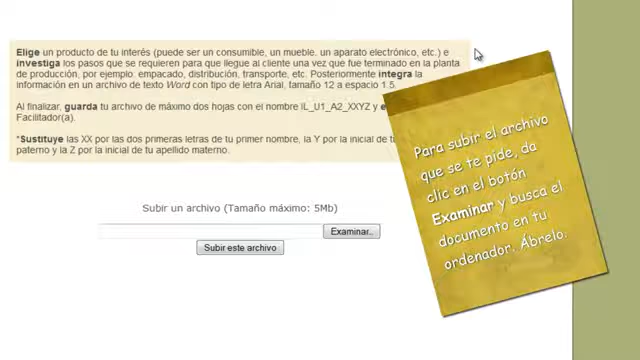 Elige un producto de tu interés (puede ser un consumible, un mueble, un aparato electrónico, etc.) e
investiga los pasos que se requieren para que llegue al cliente una vez que fue terminado en la planta
de producción, por ejemplo: empacado, distribución, transporte, etc. Posteriormente integra la
información en un archivo de texto Word con tipo de letra Arial, tamaño 12 a espacio 1.5.
Al finalizar, guarda tu archivo de máximo dos hojas con el nombre IL_U1_A2_XXYZ y
Facilitador(a).
*Sustituye las XX por las dos primeras letras de tu primer nombre, la Y por la inicial de
paterno y la Z por la inicial de tu apellido materno.
Para subir el archivo
que se te pide, da
clic en el botón
Examinar y busca el
documento en tu
ordenador. Ábrelo.
Subir un archivo (Tamaño máximo: 5Mb)
Examinar..
Subir este archivo